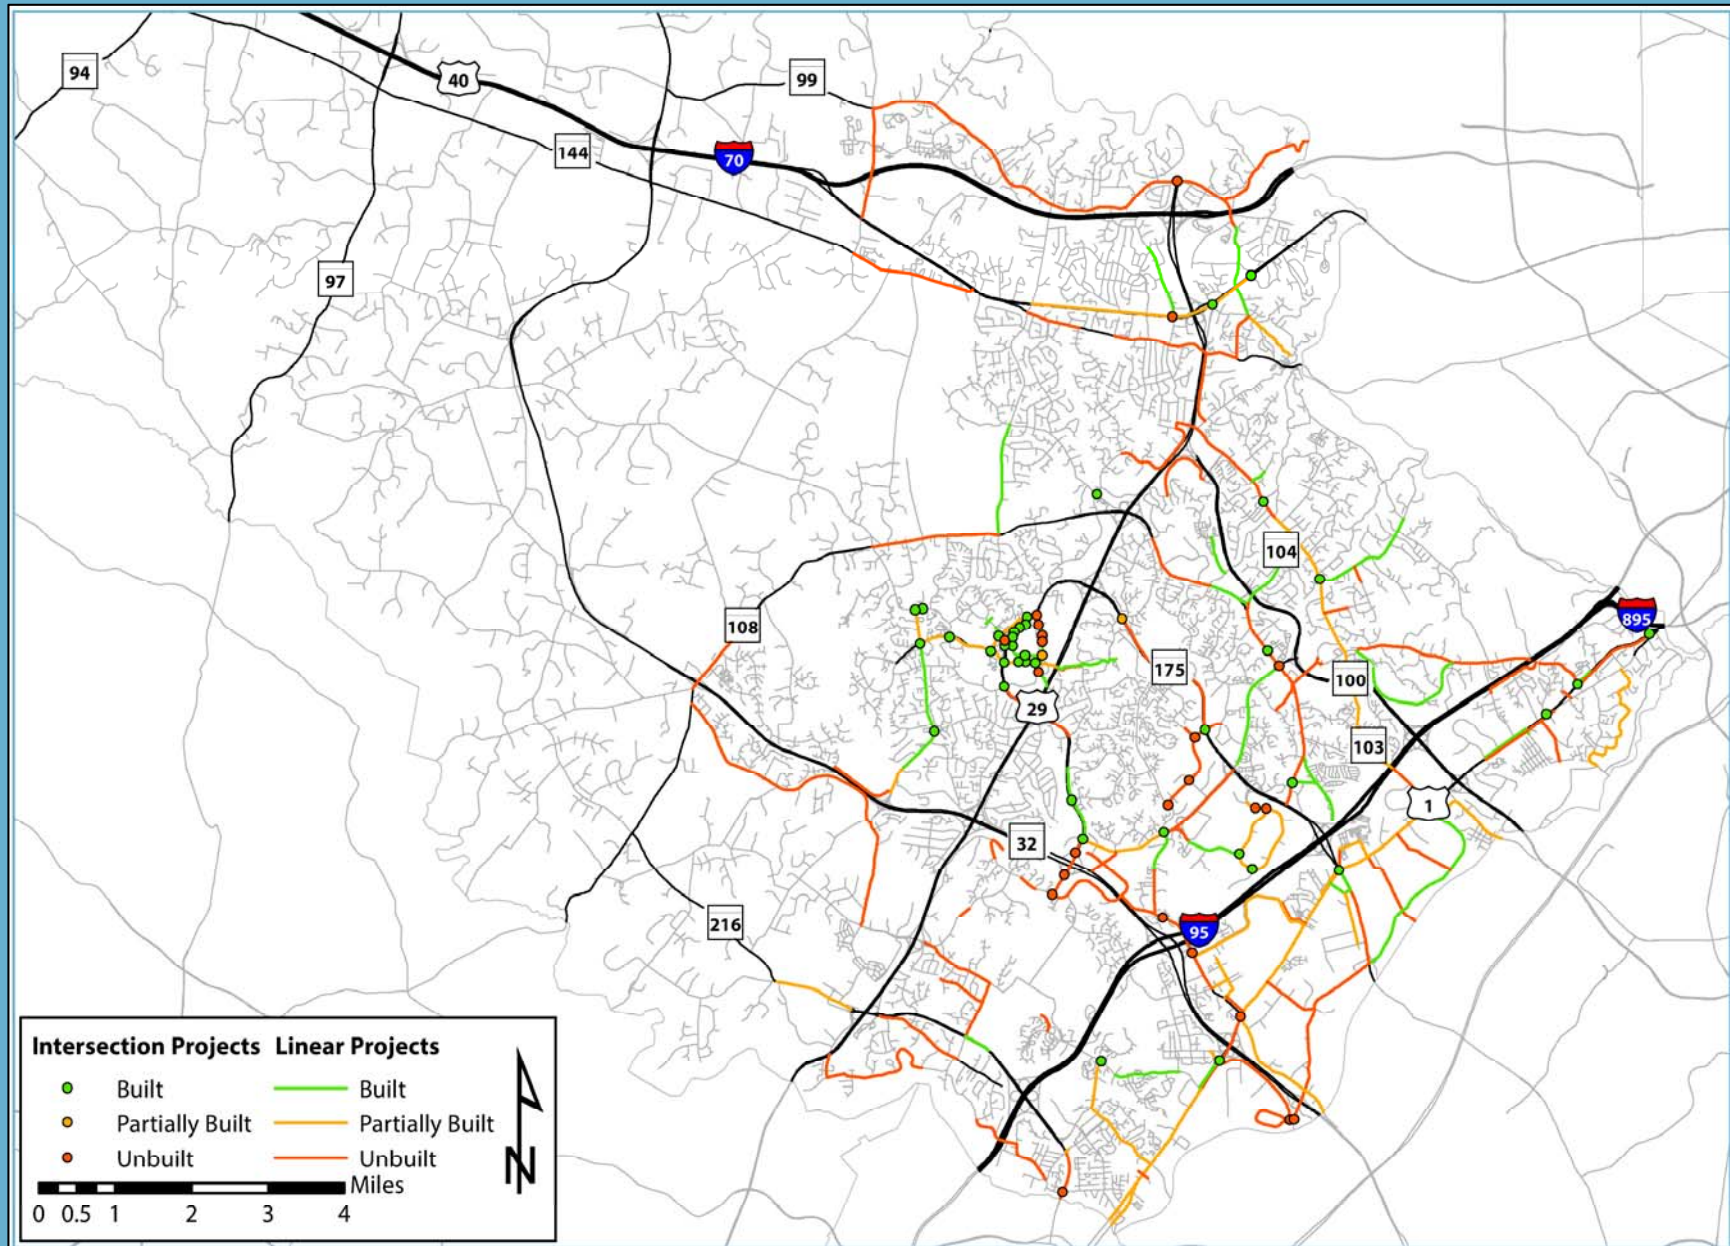 94
40
99
144
70
97
104
895
108
175
100
29
103
1
32
216
95
Intersection Projects Linear Projects
Built Built
Partially Built Partially Built
Unbuilt Unbuilt
N
Miles
0 0.5 1 2 3 4